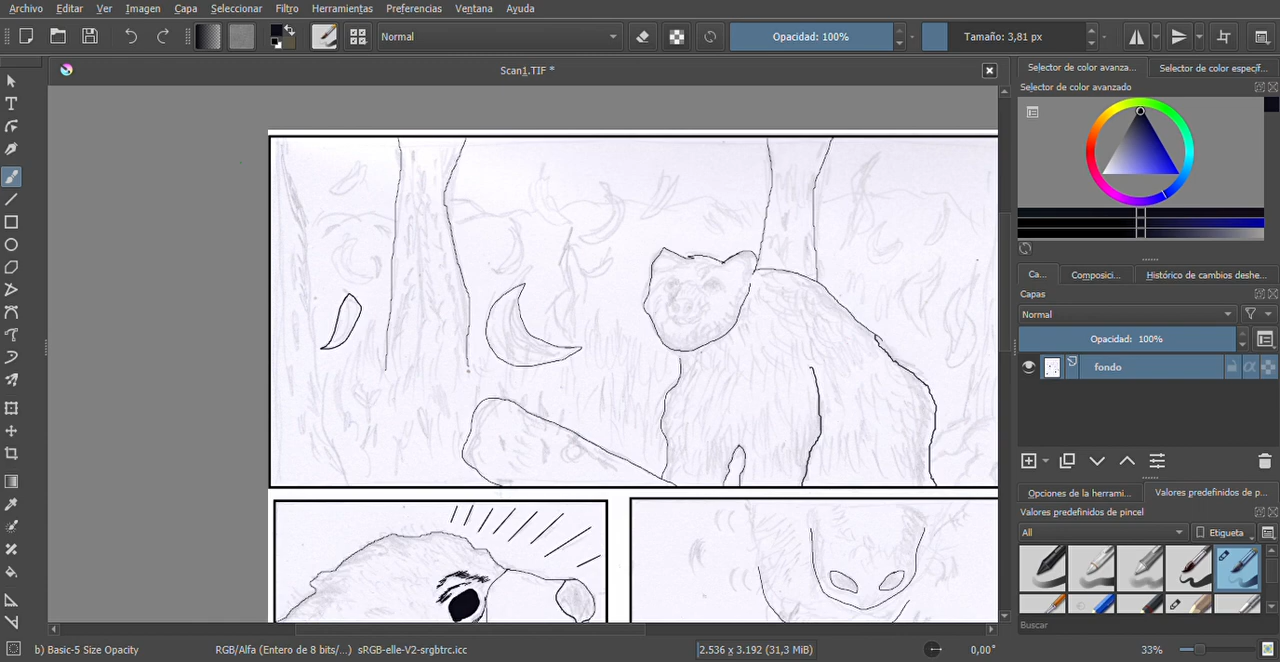 Archivo Editar Ver Imagen Capa Seleccionar Filtro Herramientas Preferencias Ventana Ayuda
Normal Opacidad: 100% Tamaño: 3,81 px
Scan1.TIF *
Selector de color avanza... Selector de color específ...
Selector de color avanzado
Ca... Composici... Histórico de cambios deshe...
Capas
Normal
Opacidad: 100%
fondo
Opciones de la herrami... Valores predefinidos de p...
Valores predefinidos de pincel
All Etiqueta
Buscar
b) Basic-5 Size Opacity RGB/Alfa (Entero de 8 bits/...) sRGB-elle-V2-srgbtrc.icc 2.536 x 3.192 (31,3 MiB) 0,00° 33%